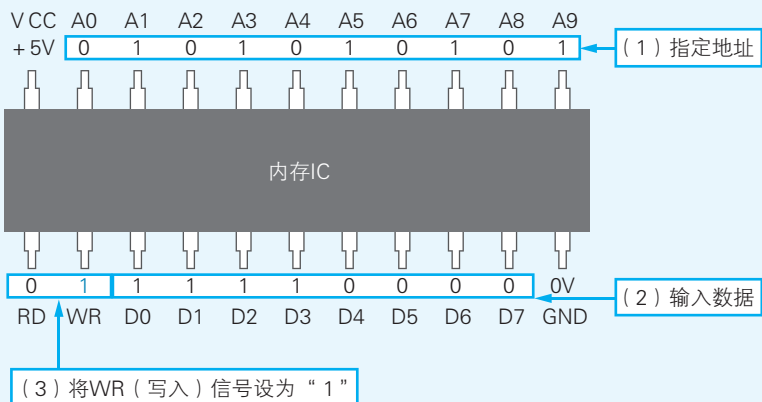 VCC A0 A1 A2 A3 A4 A5 A6 A7 A8 A9
+5V 0 1 0 1 0 1 0 1 0 1
(1)指定地址
内存IC
0 1 1 1 1 1 0 0 0 0 0V
(2)输入数据
RD WR D0 D1 D2 D3 D4 D5 D6 D7 GND
(3)将WR(写入)信号设为“1”